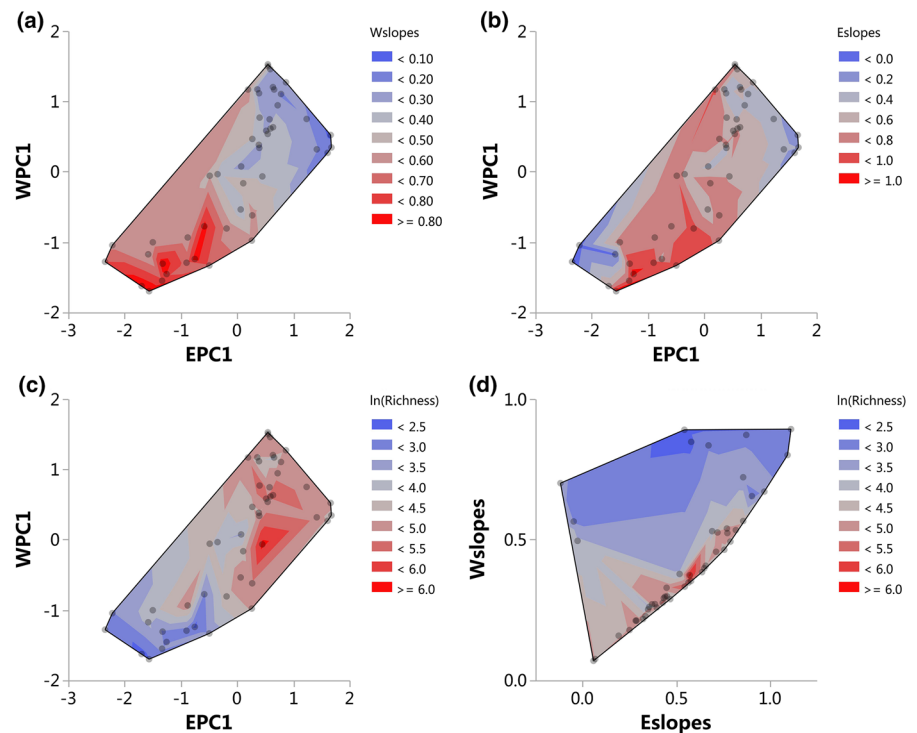 (a)
2
1
0
-1
-2
WPC1
-3 -2 -1 0 1 2
EPC1
Wslopes
< 0.10
< 0.20
< 0.30
< 0.40
< 0.50
< 0.60
< 0.70
< 0.80
>= 0.80
(b)
2
1
0
-1
-2
WPC1
-3 -2 -1 0 1 2
EPC1
Eslopes
< 0.0
< 0.2
< 0.4
< 0.6
< 0.8
< 1.0
>= 1.0
(c)
2
1
0
-1
-2
WPC1
-3 -2 -1 0 1 2
EPC1
ln(Richness)
< 2.5
< 3.0
< 3.5
< 4.0
< 4.5
< 5.0
< 5.5
< 6.0
>= 6.0
(d)
1.0
0.5
0.0
Wslopes
0.0 0.5 1.0
Eslopes
ln(Richness)
< 2.5
< 3.0
< 3.5
< 4.0
< 4.5
< 5.0
< 5.5
< 6.0
>= 6.0